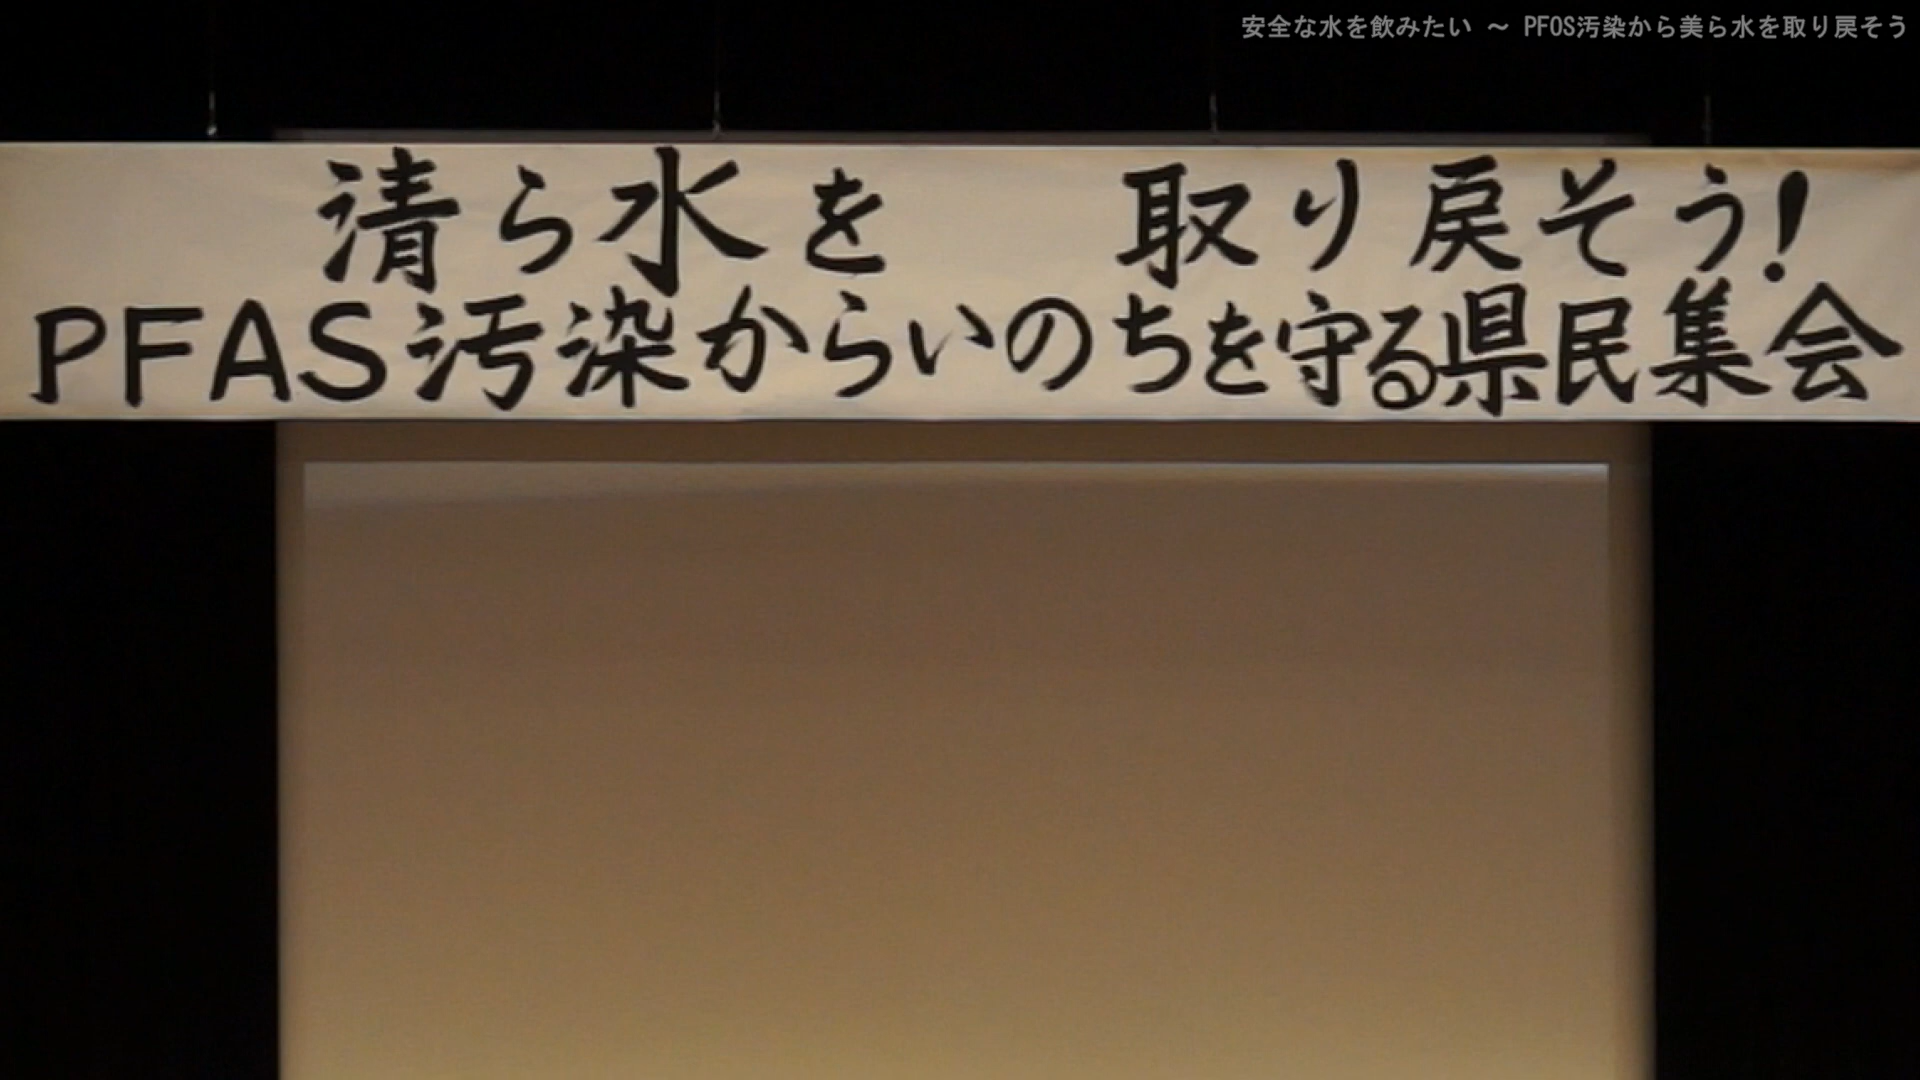 安全な水を飲みたい ～ PFOS汚染から美ら水を取り戻そう
清ら水を 取り戻そう!
PFAS汚染からいのちを守る県民集会